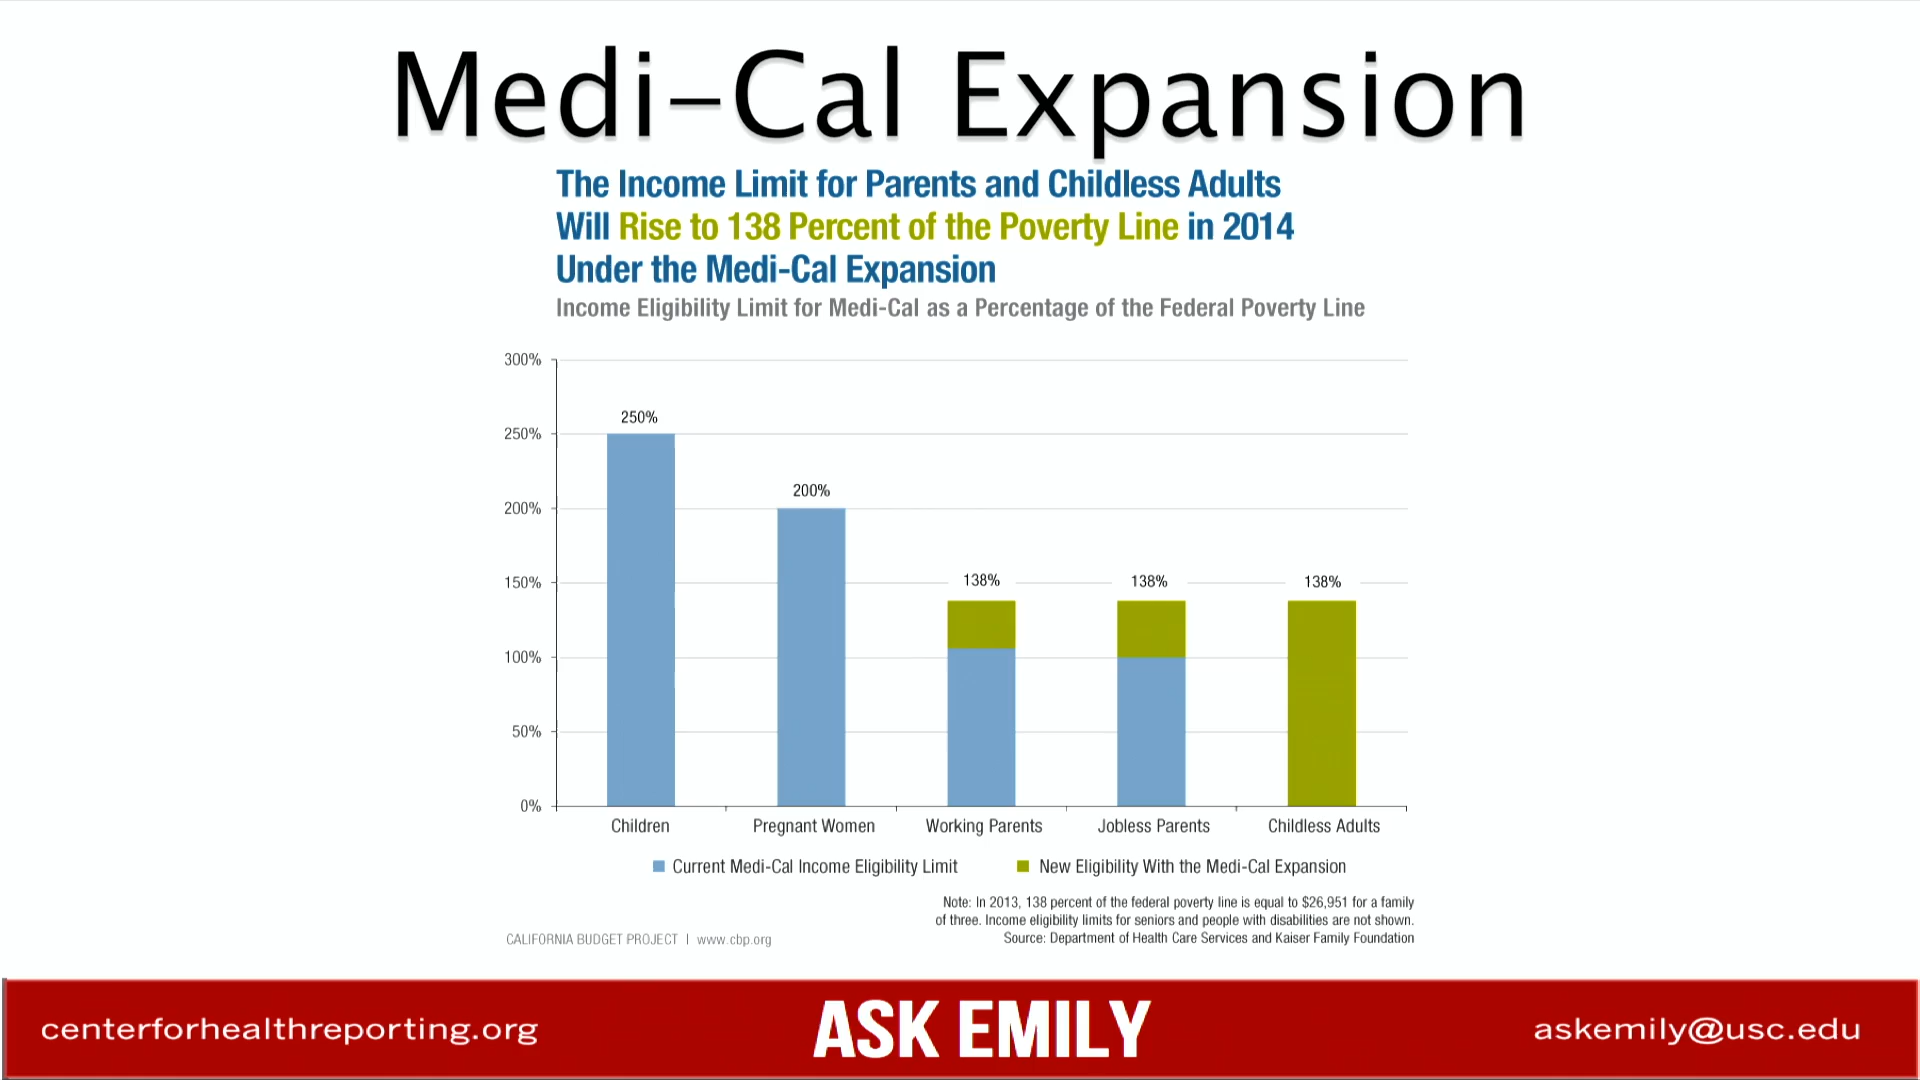 Medi-Cal Expansion
The Income Limit for Parents and Childless Adults
Will Rise to 138 Percent of the Poverty Line in 2014
Under the Medi-Cal Expansion
Income Eligibility Limit for Medi-Cal as a Percentage of the Federal Poverty Line
300%
250%
200%
150%
100%
50%
0%
250%
200%
138%
138%
138%
Children
Pregnant Women
Working Parents
Jobless Parents
Childless Adults
Current Medi-Cal Income Eligibility Limit
New Eligibility With the Medi-Cal Expansion
Note: In 2013, 138 percent of the federal poverty line is equal to $26,951 for a family
of three. Income eligibility limits for seniors and people with disabilities are not shown.
Source: Department of Health Care Services and Kaiser Family Foundation
CALIFORNIA BUDGET PROJECT | www.cbp.org
centerforhealthreporting.org
ASK EMILY
askemily@usc.edu